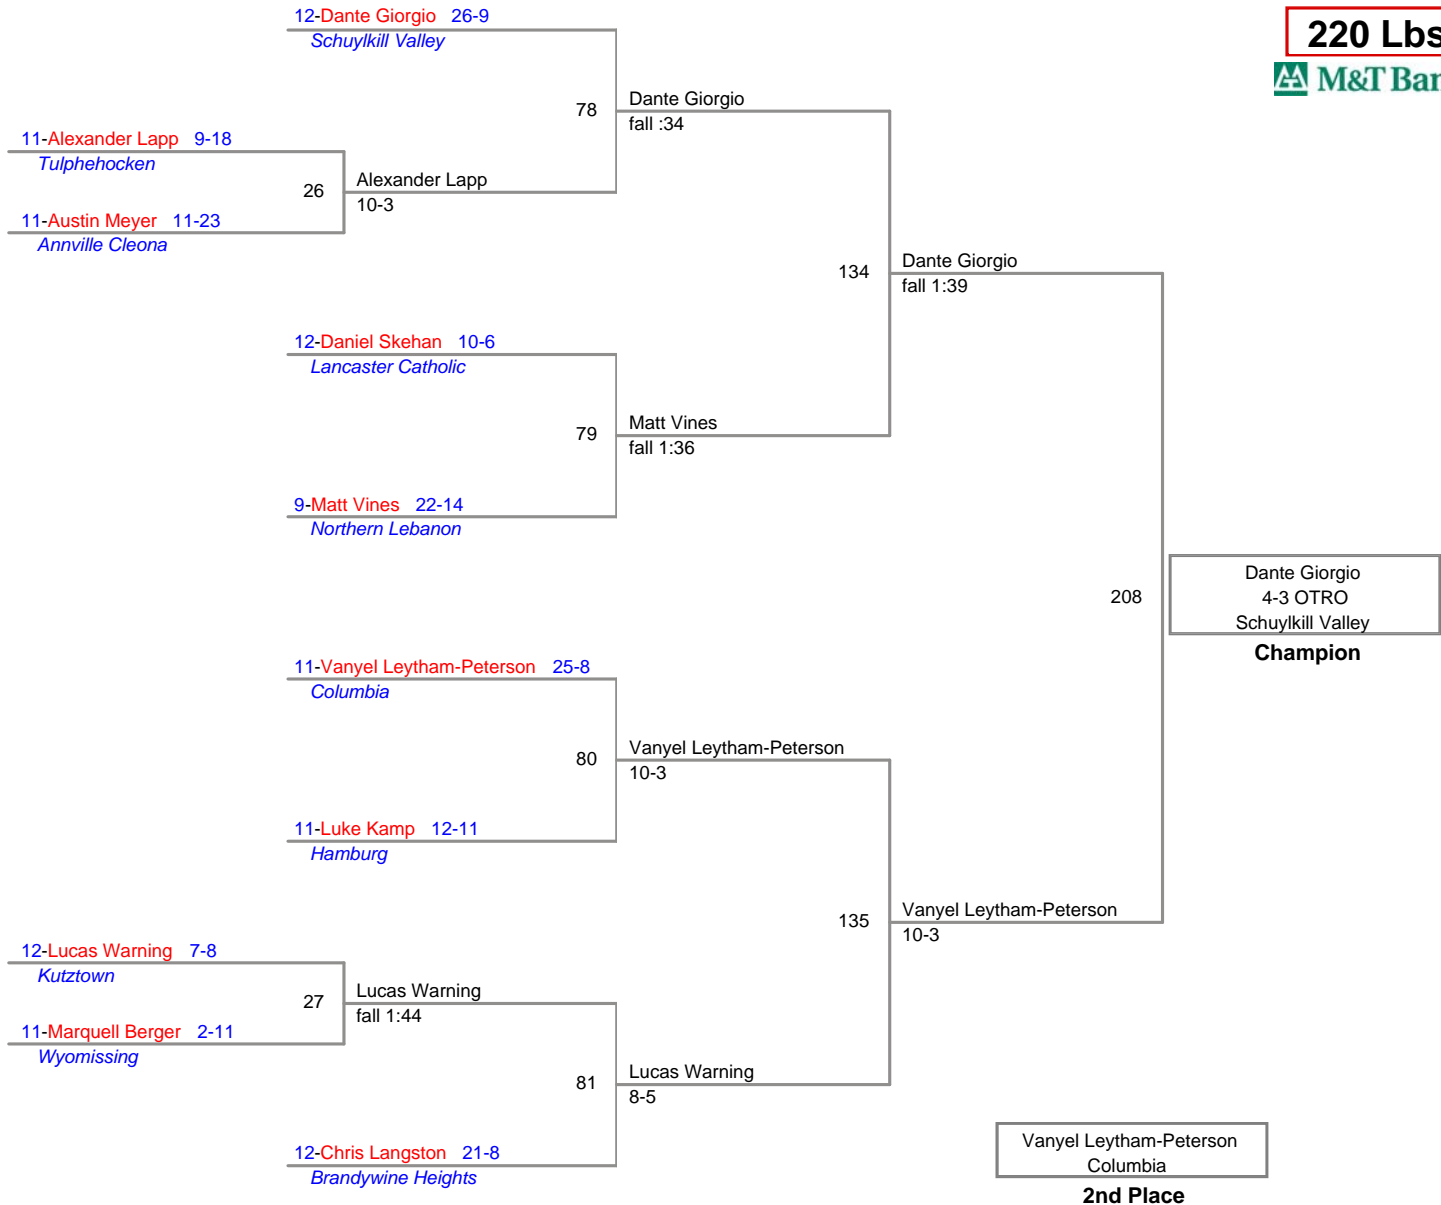 220 Lbs
M&T Ban
12-Dante Giorgio 26-9
Schuylkill Valley
78
Dante Giorgio
fall :34
11-Alexander Lapp 9-18
Tulphehocken
26
Alexander Lapp
10-3
11-Austin Meyer 11-23
Annville Cleona
134
Dante Giorgio
fall 1:39
12-Daniel Skehan 10-6
Lancaster Catholic
79
Matt Vines
fall 1:36
9-Matt Vines 22-14
Northern Lebanon
208
Dante Giorgio
4-3 OTRO
Schuylkill Valley
Champion
11-Vanyel Leytham-Peterson 25-8
Columbia
80
Vanyel Leytham-Peterson
10-3
11-Luke Kamp 12-11
Hamburg
135
Vanyel Leytham-Peterson
10-3
12-Lucas Warning 7-8
Kutztown
27
Lucas Warning
fall 1:44
11-Marquell Berger 2-11
Wyomissing
81
Lucas Warning
8-5
12-Chris Langston 21-8
Brandywine Heights
Vanyel Leytham-Peterson
Columbia
2nd Place